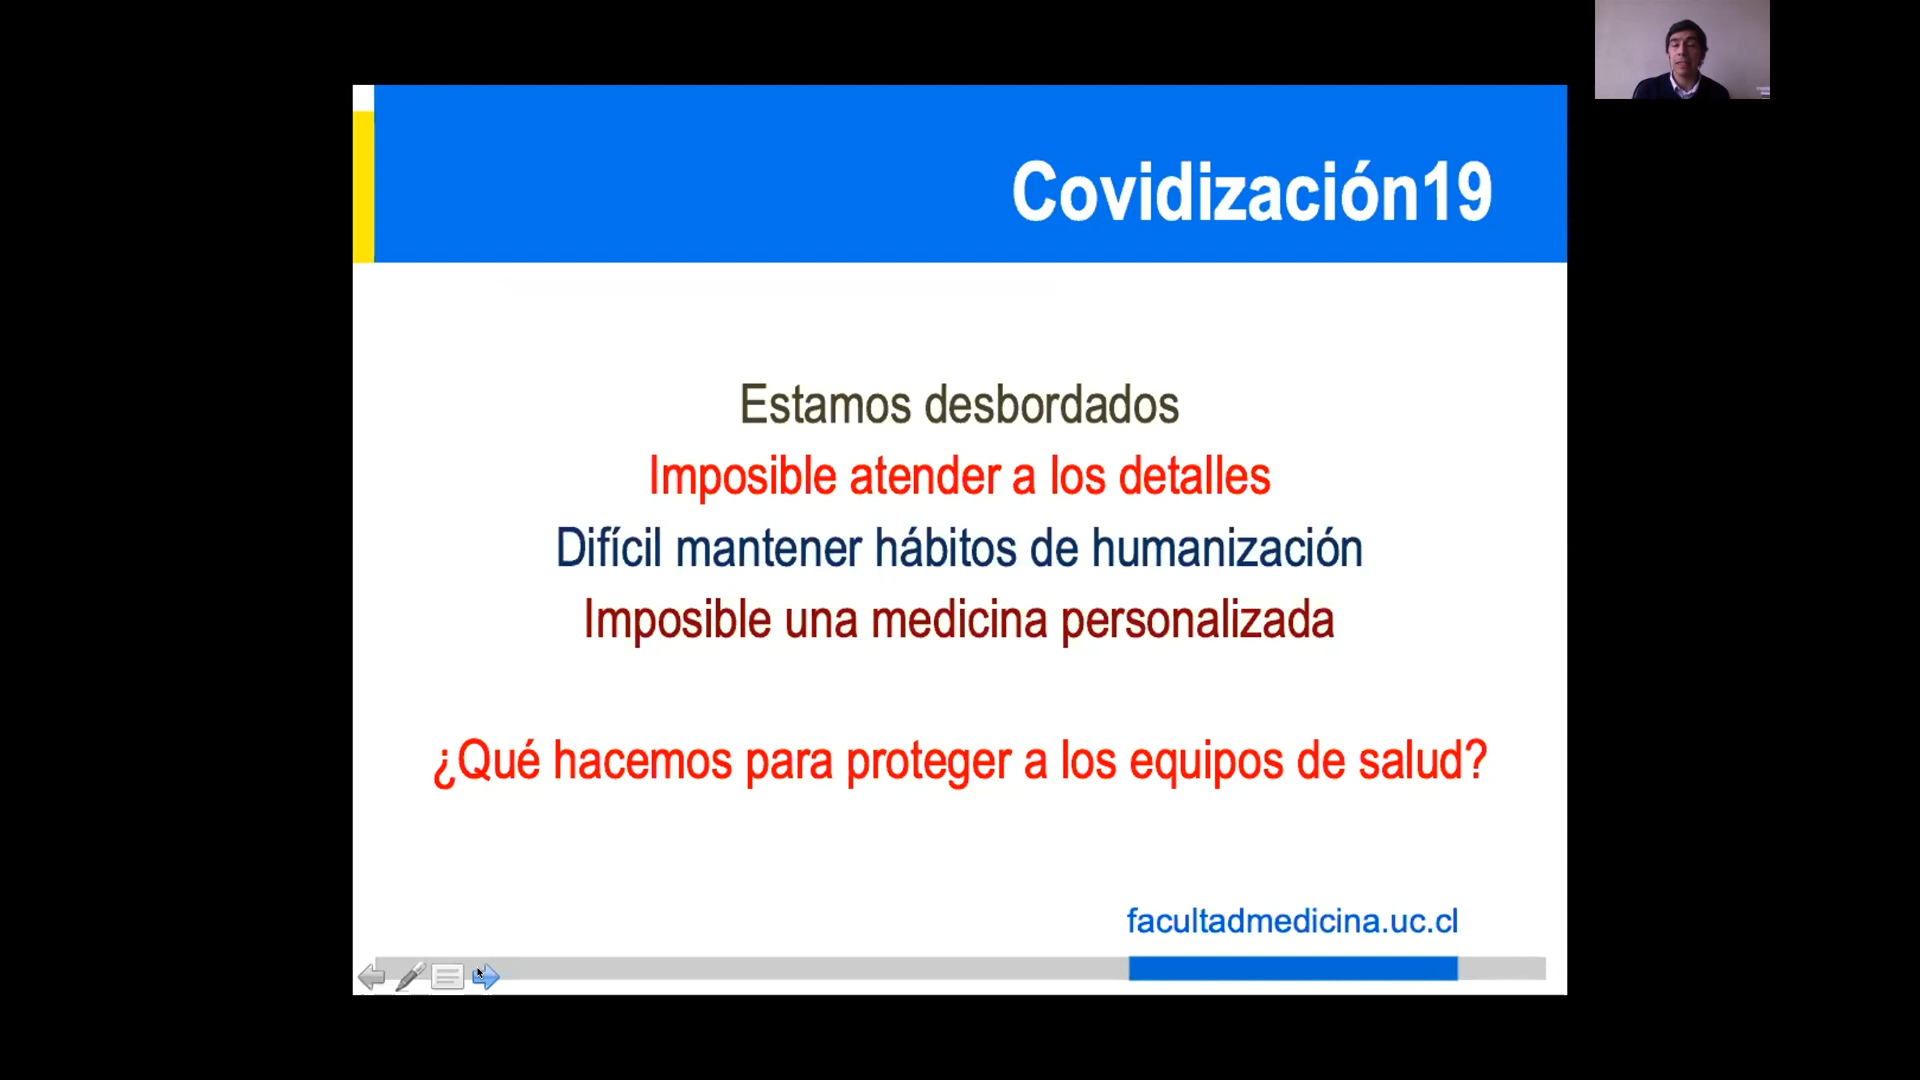 Covidización19
Estamos desbordados
Imposible atender a los detalles
Difícil mantener hábitos de humanización
Imposible una medicina personalizada
¿Qué hacemos para proteger a los equipos de salud?
facultadmedicina.uc.cl